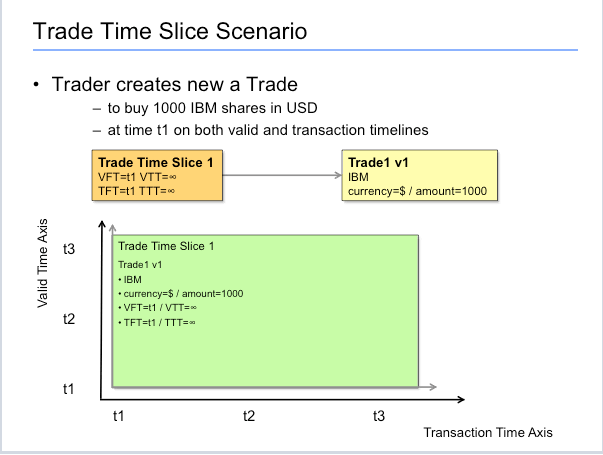 Trade Time Slice Scenario
• Trader creates new a Trade
– to buy 1000 IBM shares in USD
– at time t1 on both valid and transaction timelines
Trade Time Slice 1
VFT=t1 VTT=∞
TFT=t1 TTT=∞
Trade1 v1
IBM
currency=$ / amount=1000
Valid Time Axis
t3
t2
t1
Trade Time Slice 1
Trade1 v1
• IBM
• currency=$ / amount=1000
• VFT=t1 / VTT=∞
• TFT=t1 / TTT=∞
t1
t2
t3
Transaction Time Axis